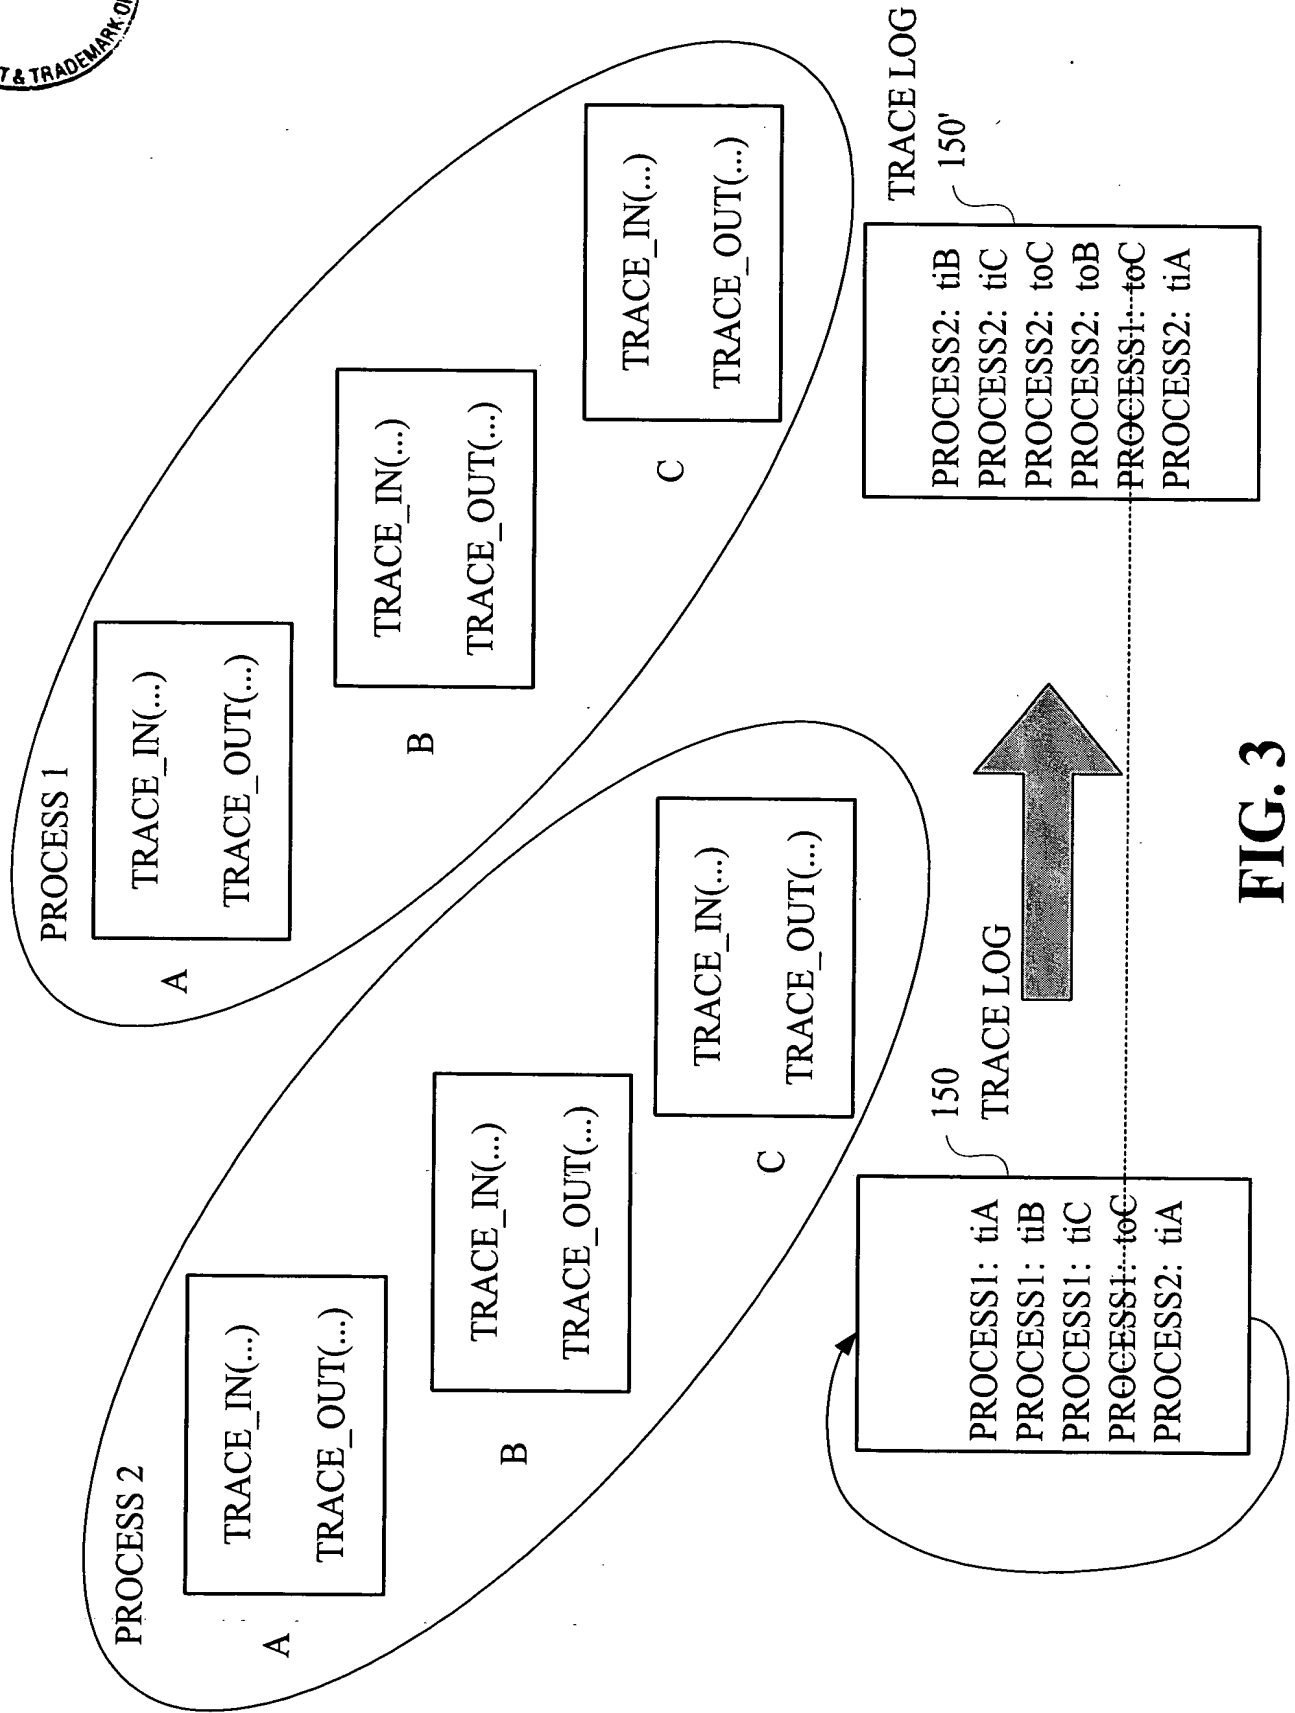 T & TRADEMARK
PROCESS 2
A
TRACE_IN(...)
TRACE_OUT(...)
B
TRACE_IN(...)
TRACE_OUT(...)
C
TRACE_IN(...)
TRACE_OUT(...)
PROCESS 1
A
TRACE_IN(...)
TRACE_OUT(...)
B
TRACE_IN(...)
TRACE_OUT(...)
C
TRACE_IN(...)
TRACE_OUT(...)
150
TRACE LOG
PROCESS1: tiA
PROCESS1: tiB
PROCESS1: tiC
PROCESS1: toC
PROCESS2: tiA
TRACE LOG
150'
PROCESS2: tiB
PROCESS2: tiC
PROCESS2: toC
PROCESS2: toB
PROCESS1: toC
PROCESS2: tiA
FIG. 3